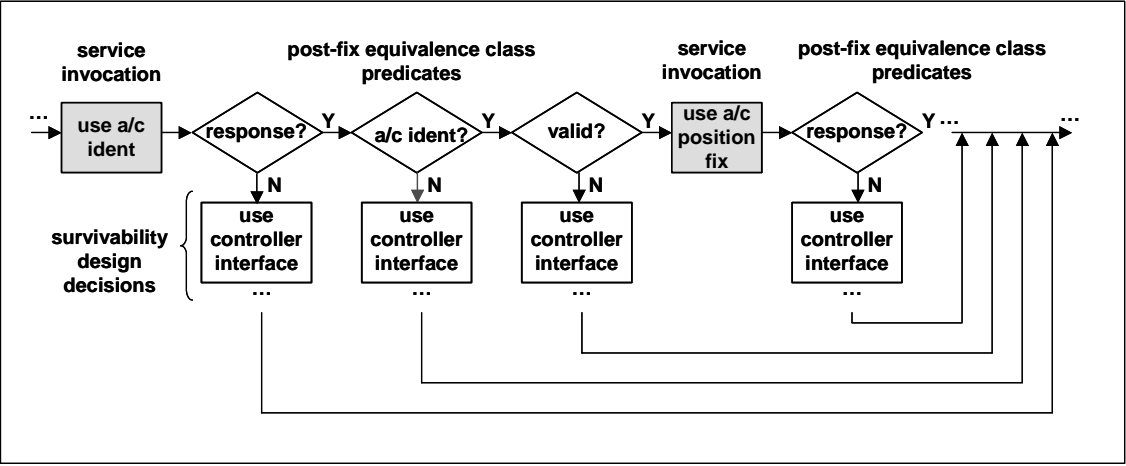 service
invocation
post-fix equivalence class
predicates
service
invocation
post-fix equivalence class
predicates
...
use a/c
ident
response?
Y
a/c ident?
Y
valid?
Y
use a/c
position
fix
response?
Y ...
...
N
N
N
N
survivability
design
decisions
use
controller
interface
...
use
controller
interface
...
use
controller
interface
...
use
controller
interface
...